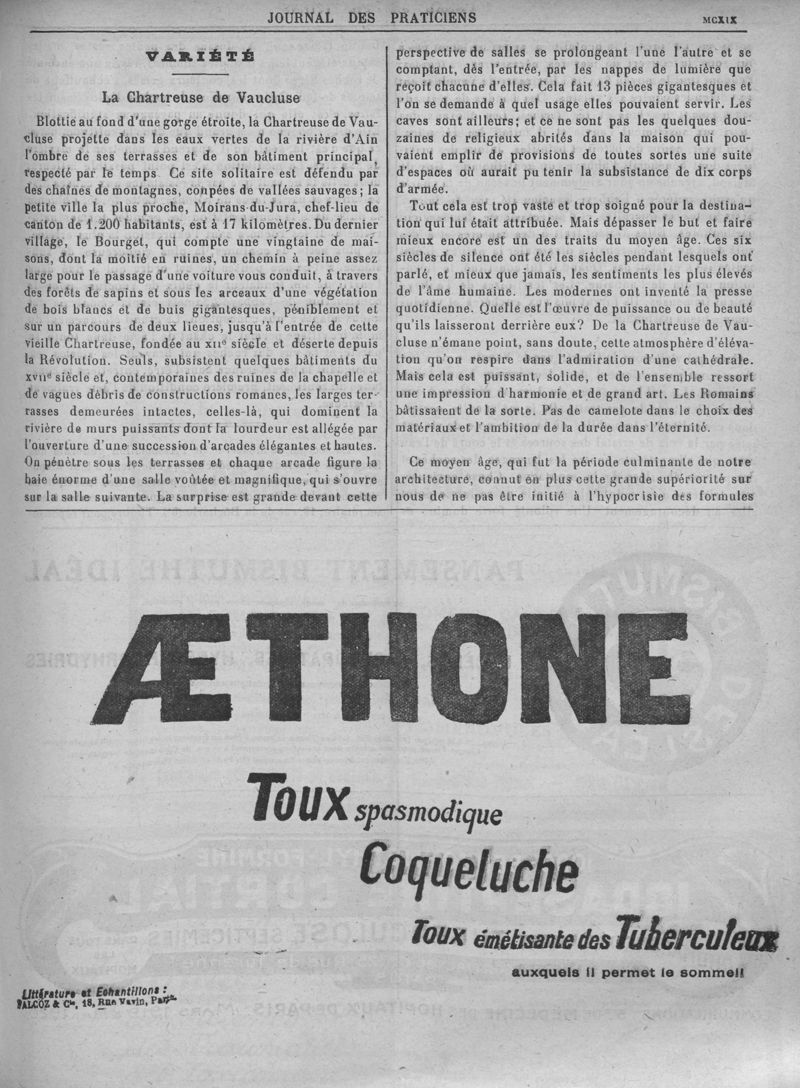 JOURNAL DES PRATICIENS
MCXIX
VARIÉTÉ
La Chartreuse de Vaucluse
Blottie au fond d'une gorge étroite, la Chartreuse de Vau-
cluse projette dans les eaux vertes de la rivière d'Ain
l'ombre de ses terrasses et de son bâtiment principal,
respecté par le temps Ce site solitaire est défendu par
des chaînes de montagnes, conpées de vallées sauvages; la
petite ville la plus proche, Moirans-du-Jura, chef-lieu de
canton de 1.200 habitants, est à 17 kilomètres. Du dernier
village, le Bourget, qui compte une vingtaine de mai-
sons, dont la moitié en ruines, un chemin à peine assez
large pour le passage d'une voiture vous conduit, à travers
des forêts de sapins et sous les arceaux d'une végétation
de bois blancs et de buis gigantesques, péniblement et
sur un parcours de deux lieues, jusqu'à l'entrée de cette
vieille Chartreuse, fondée au XIIe siècle et déserte depuis
la Révolution. Seuls, subsistent quelques bâtiments du
XVIIe siècle et, contemporaines des ruines de la chapelle et
de vagues débris de constructions romanes, les larges ter-
rasses demeurées intactes, celles-là, qui dominent la
rivière de murs puissants dont la lourdeur est allégée par
l'ouverture d'une succession d'arcades élégantes et hautes.
On pénètre sous les terrasses et chaque arcade figure la
baie énorme d'une salle voûtée et magnifique, qui s'ouvre
sur la salle suivante. La surprise est grande devant cette
perspective de salles se prolongeant l'une l'autre et se
comptant, dès l'entrée, par les nappes de lumière que
reçoit chacune d'elles. Cela fait 13 pièces gigantesques et
l'on se demande à quel usage elles pouvaient servir. Les
caves sont ailleurs; et ce ne sont pas les quelques dou-
zaines de religieux abrités dans la maison qui pou-
vaient emplir de provisions de toutes sortes une suite
d'espaces où aurait pu tenir la subsistance de dix corps
d'armée.
Tout cela est trop vaste et trop soigné pour la destina-
tion qui lui était attribuée. Mais dépasser le but et faire
mieux encore est un des traits du moyen âge. Ces six
siècles de silence ont été les siècles pendant lesquels ont
parlé, et mieux que jamais, les sentiments les plus élevés
de l'âme humaine. Les modernes ont inventé la presse
quotidienne. Quelle est l'œuvre de puissance ou de beauté
qu'ils laisseront derrière eux? De la Chartreuse de Vau-
cluse n'émane point, sans doute, cette atmosphère d'éléva-
tion qu'on respire dans l'admiration d'une cathédrale.
Mais cela est puissant, solide, et de l'ensemble ressort
une impression d'harmonie et de grand art. Les Romains
bâtissaient de la sorte. Pas de camelote dans le choix des
matériaux et l'ambition de la durée dans l'éternité.
Ce moyen âge, qui fut la période culminante de notre
architecture, connut en plus cette grande supériorité sur
nous de ne pas être initié à l'hypocrisie des formules
ÆTHONE
Toux spasmodique
Coqueluche
Toux émétisante des Tuberculeux
auxquels il permet le sommeil
Littérature et Echantillons:
FALCOZ & Cie, 18, Rue Vavin, Paris.